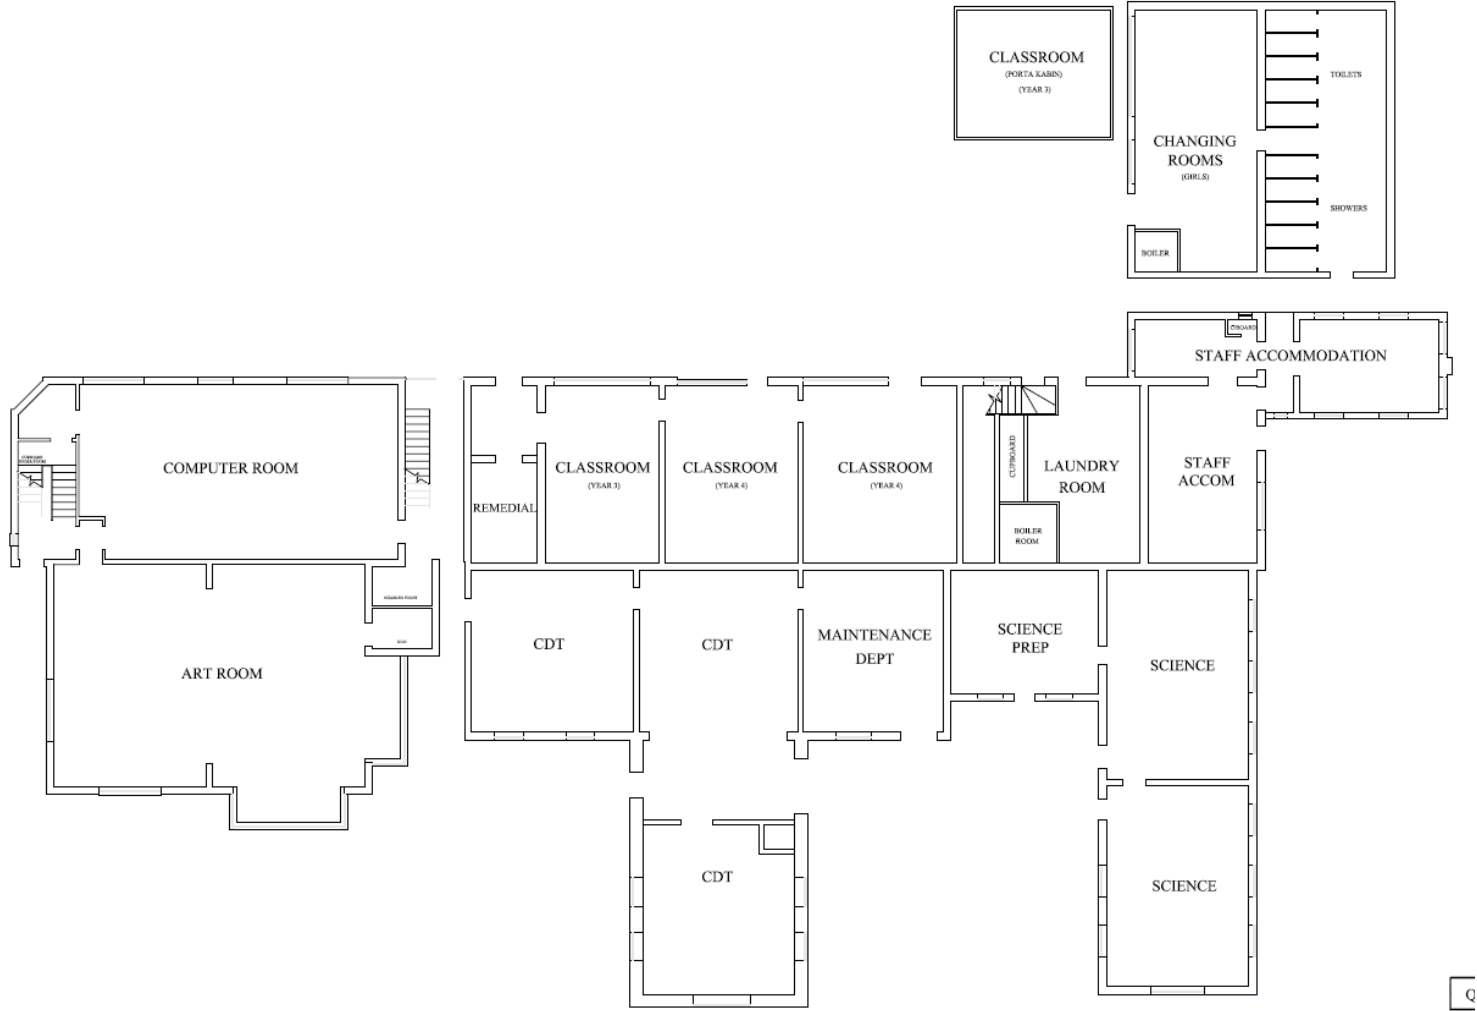 CLASSROOM
(PORTA KABIN)
(YEAR 3)
TOILETS
CHANGING
ROOMS
(GIRLS)
SHOWERS
BOILER
CBOARD
STAFF ACCOMMODATION
COMPUTER ROOM
CLASSROOM
(YEAR 3)
CLASSROOM
(YEAR 4)
CLASSROOM
(YEAR 4)
CUPBOARD
LAUNDRY
ROOM
STAFF
ACCOM
REMEDIAL
BOILER
ROOM
CDT
CDT
MAINTENANCE
DEPT
SCIENCE
PREP
SCIENCE
ART ROOM
CDT
SCIENCE
Q